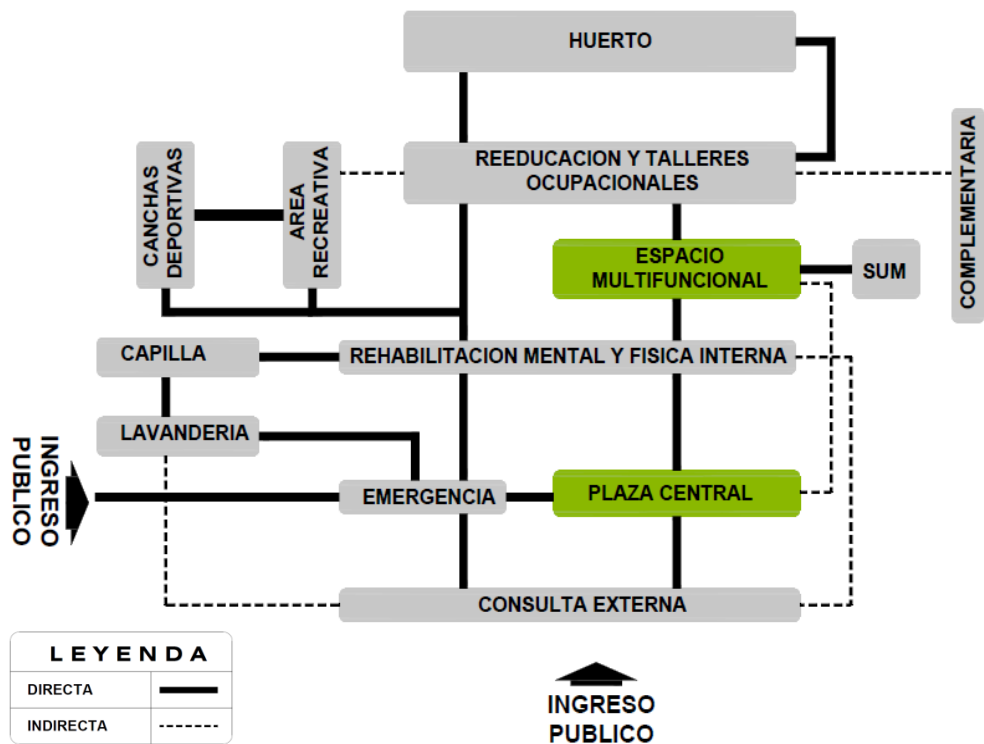 HUERTO
REEDUCACION Y TALLERES
OCUPACIONALES
CANCHAS
DEPORTIVAS
AREA
RECREATIVA
COMPLEMENTARIA
ESPACIO
MULTIFUNCIONAL
SUM
CAPILLA
REHABILITACION MENTAL Y FISICA INTERNA
LAVANDERIA
INGRESO
PUBLICO
EMERGENCIA
PLAZA CENTRAL
CONSULTA EXTERNA
LEYENDA
DIRECTA
INDIRECTA
INGRESO
PUBLICO